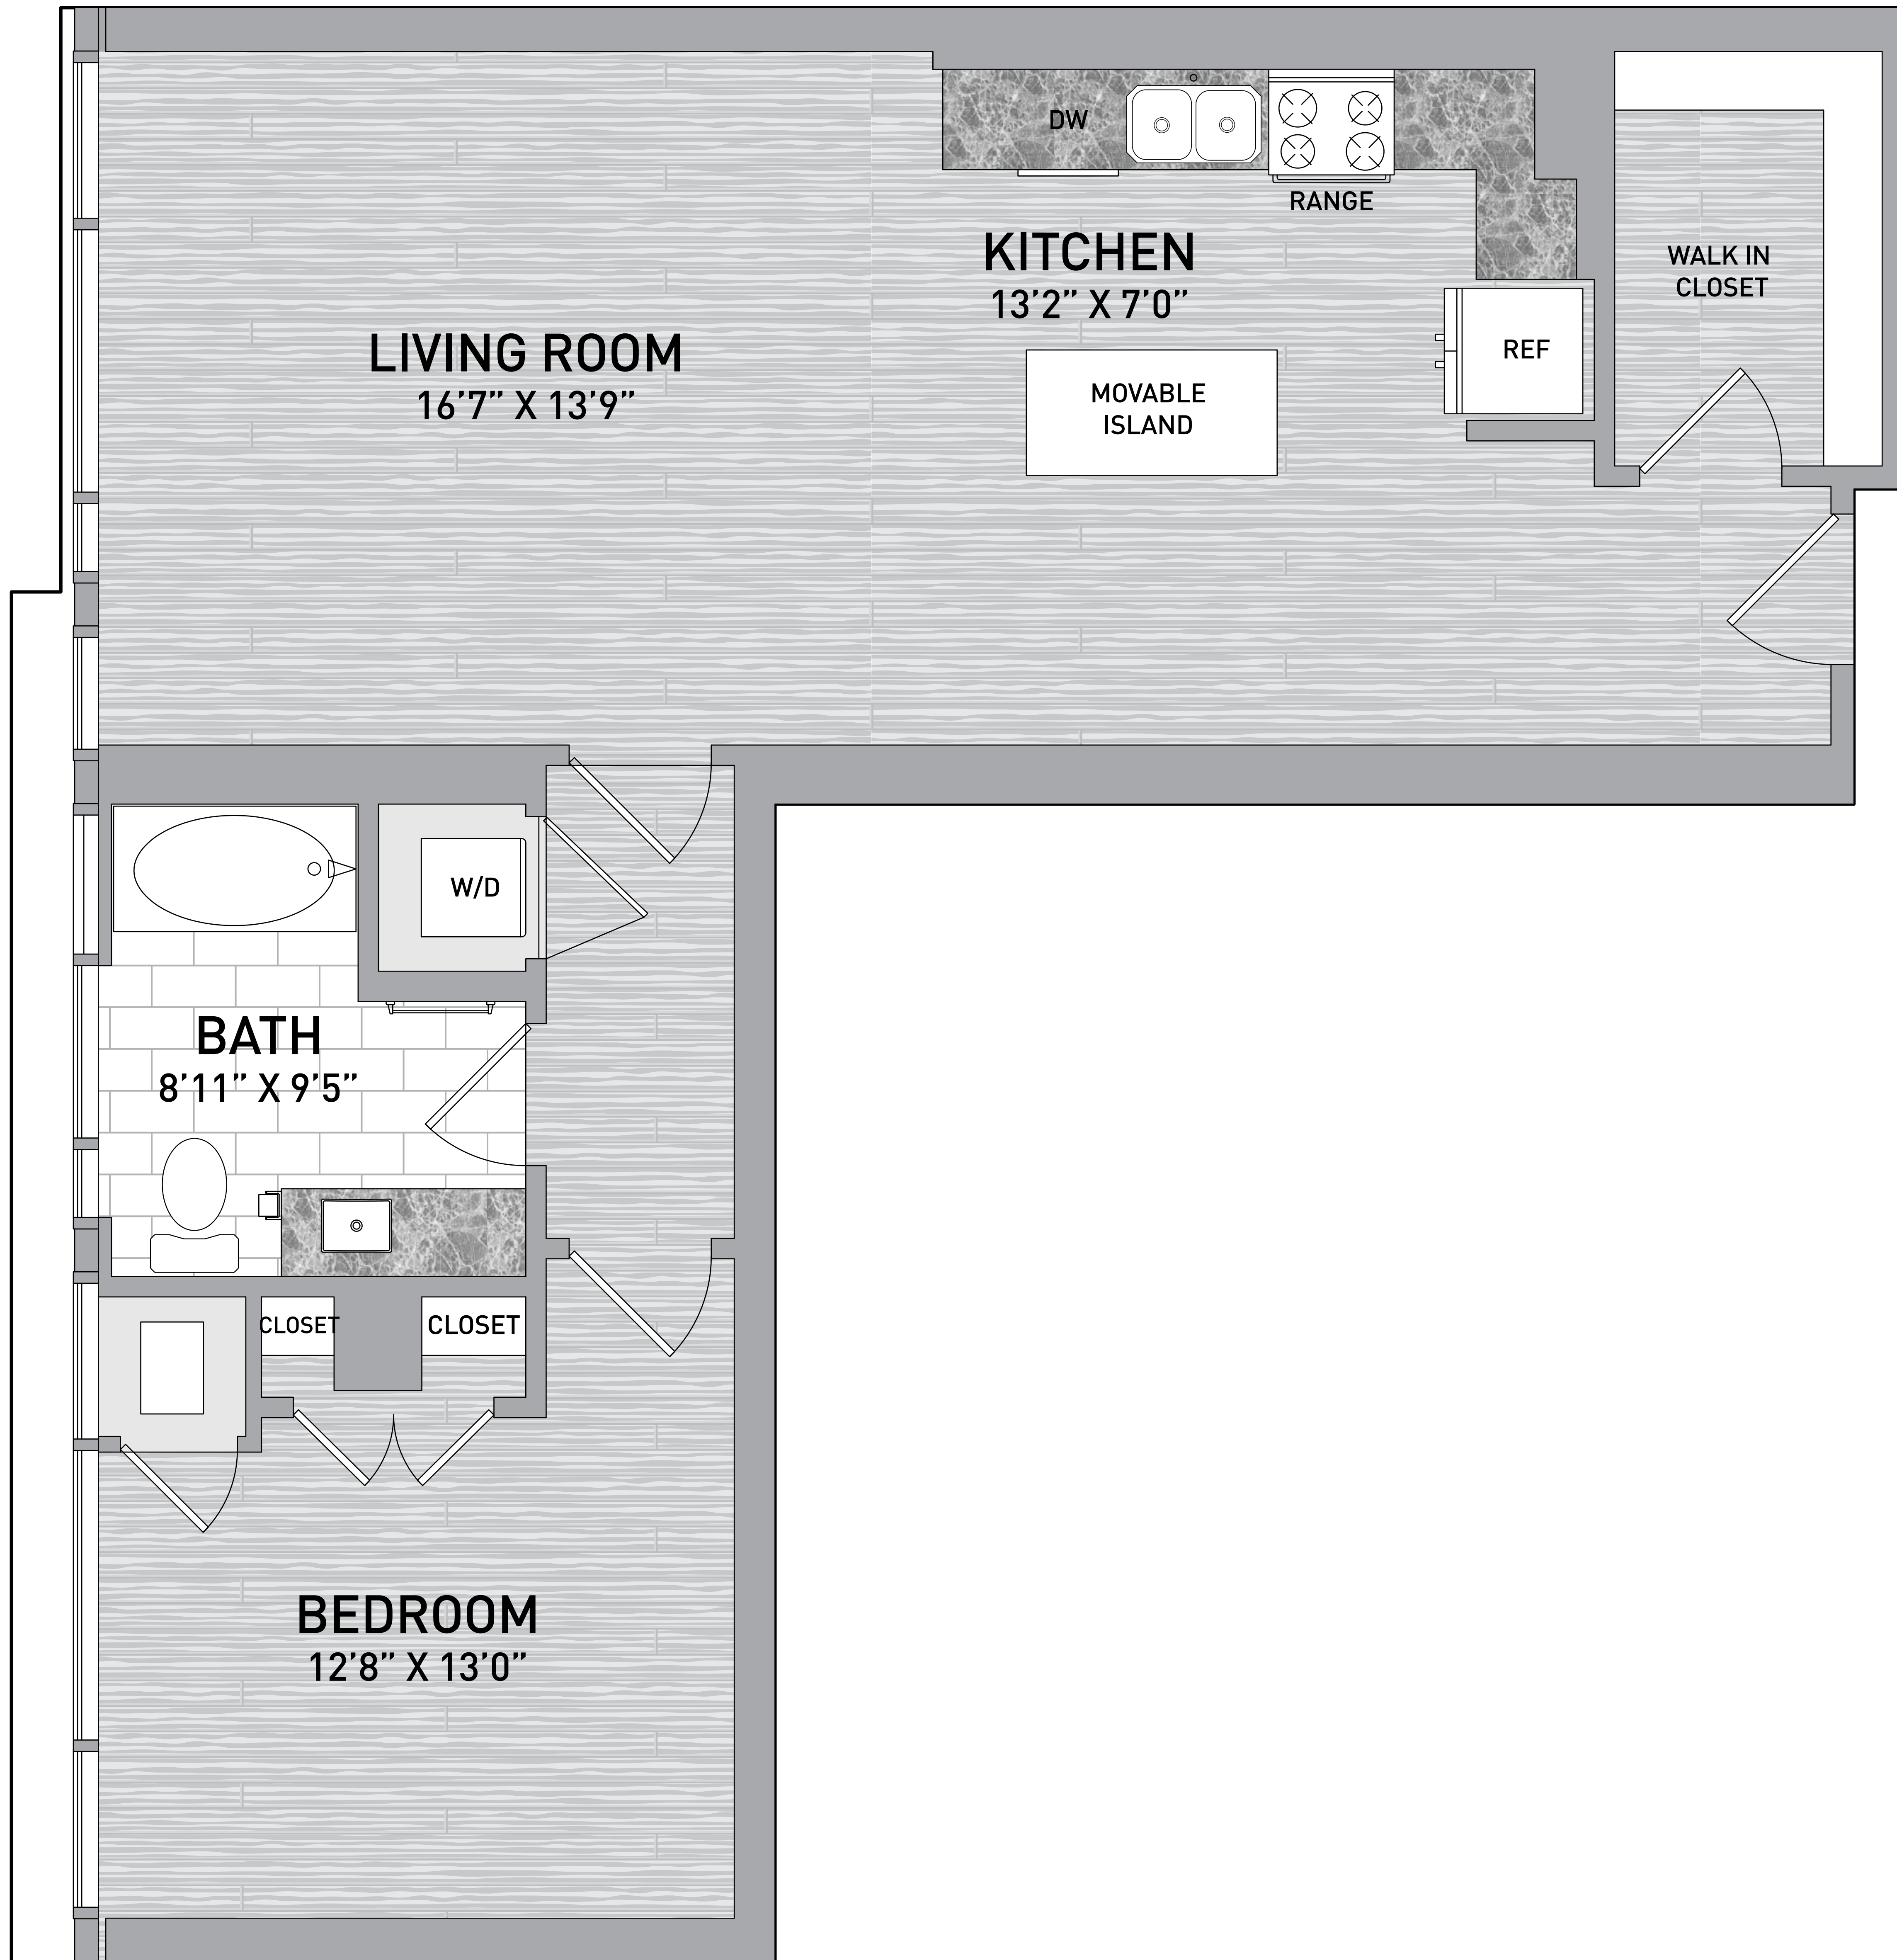 DW
RANGE
KITCHEN
13’2” X 7’0”
WALK IN
CLOSET
LIVING ROOM
16’7” X 13’9”
REF
MOVABLE
ISLAND
W/D
BATH
8’11” X 9’5”
CLOSET
CLOSET
BEDROOM
12’8” X 13’0”